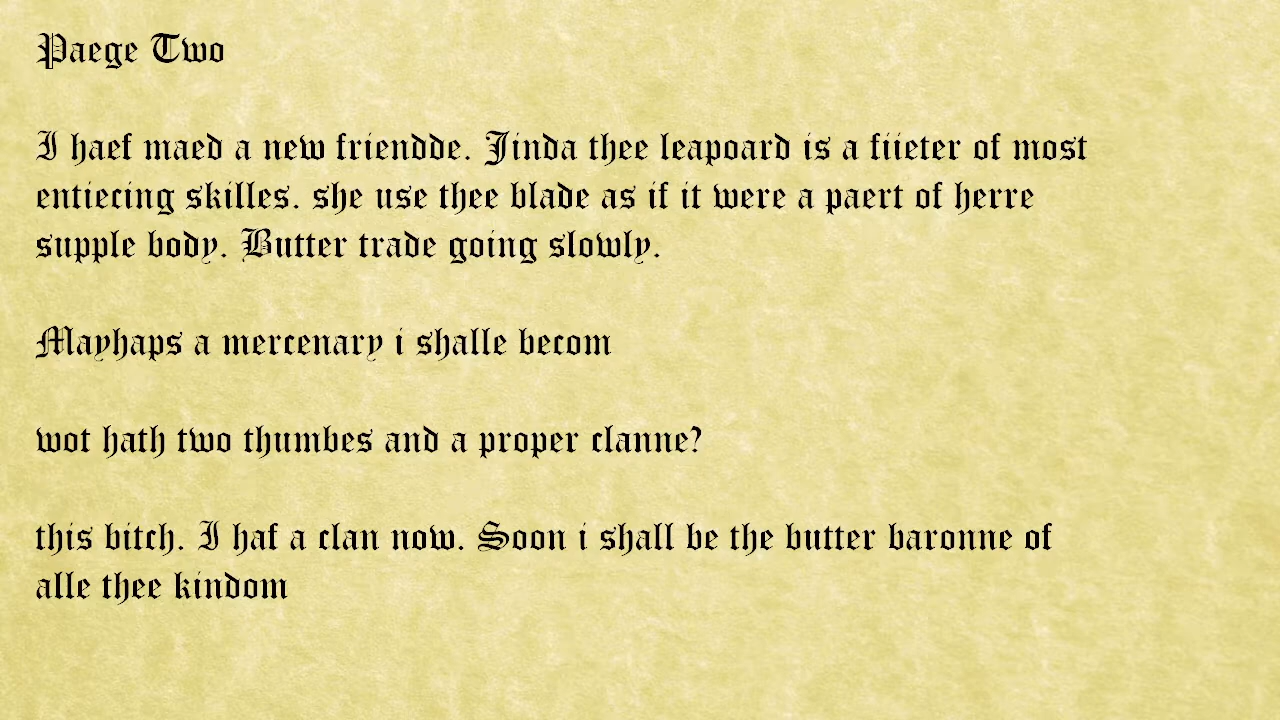 Paege Two
I haef maed a new friendde. Jinda thee leapoard is a fiieter of most
entiecing skilles. she use thee blade as if it were a paert of herre
supple body. Butter trade going slowly.
Mayhaps a mercenary i shalle becom
wot hath two thumbes and a proper clanne?
this bitch. I haf a clan now. Soon i shall be the butter baronne of
alle thee kindom